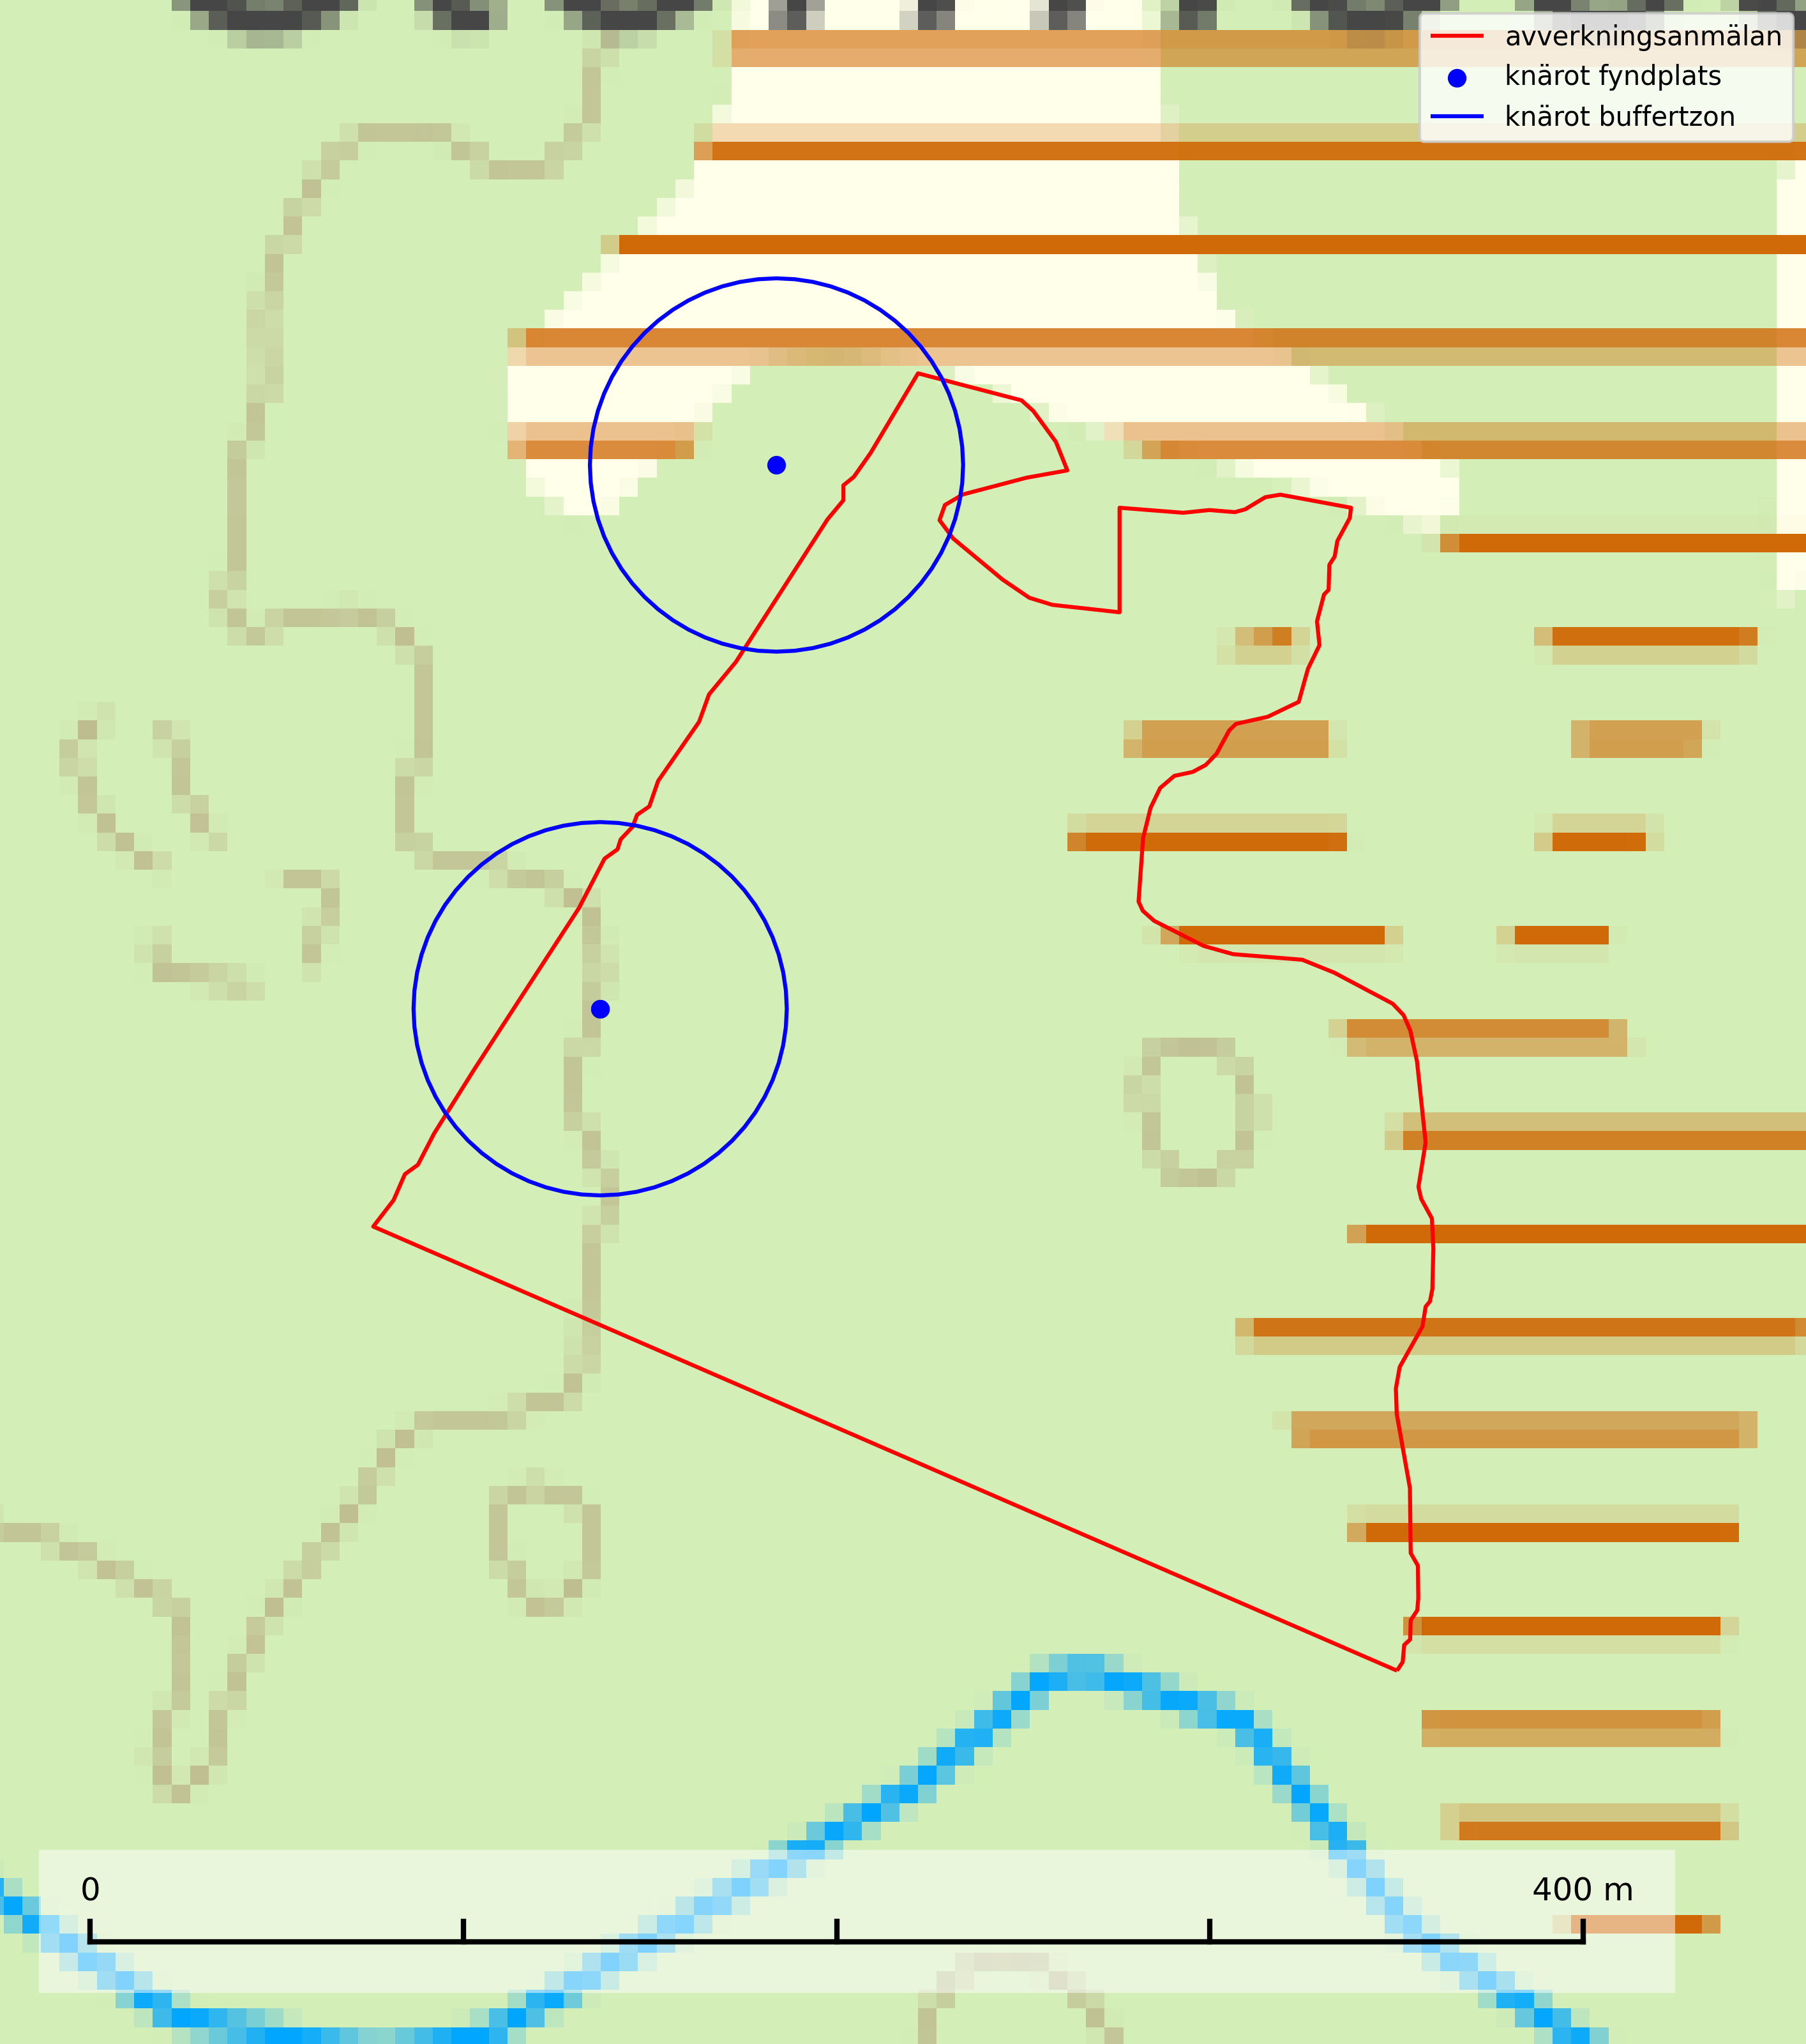 avverkningsanmälan
knärot fyndplats
knärot buffertzon
0 400 m